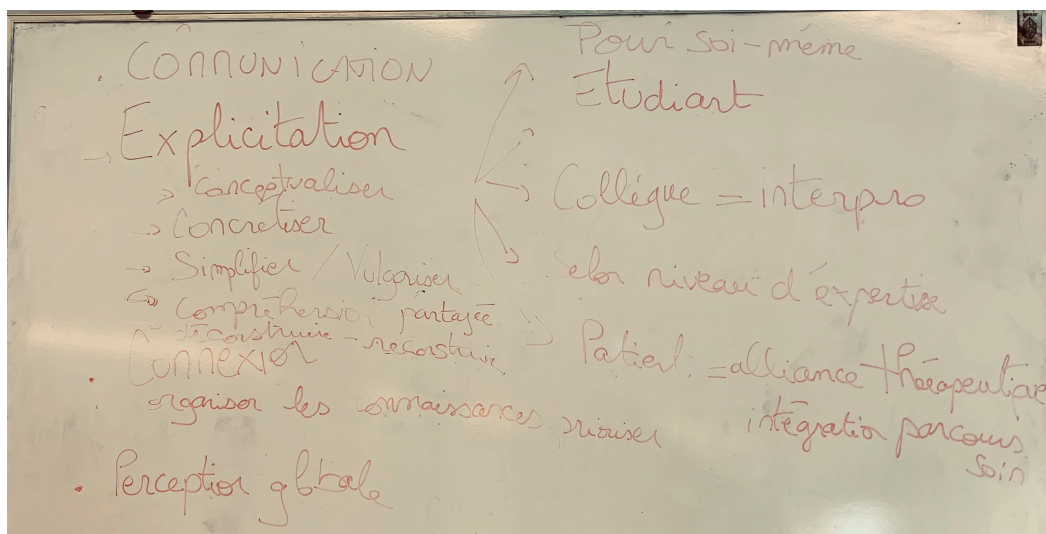 . COMMUNICATION
→ Explicitation
→ Conceptualiser
→ Concrétiser
→ Simplifier / Vulgariser
↪ Compréhension partagée
déconstruire - reconstruire
. Connexion
organiser les connaissances, prioriser
. Perception globale
Pour soi-même
Etudiant
Collègue = interpro
Selon niveau d'expertise
Patient = alliance thérapeutique
intégration parcours
soin